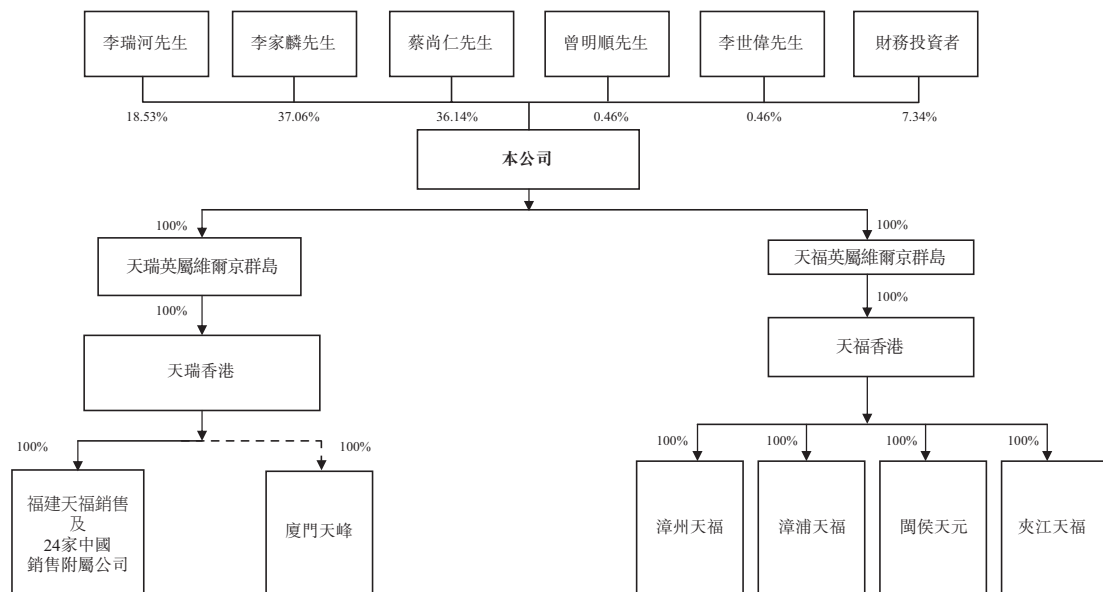 李瑞河先生
李家麟先生
蔡尚仁先生
曾明順先生
李世偉先生
財務投資者
18.53%
37.06%
36.14%
0.46%
0.46%
7.34%
本公司
100%
100%
天瑞英屬維爾京群島
天福英屬維爾京群島
100%
100%
天瑞香港
天福香港
100%
100%
100%
100%
100%
100%
福建天福銷售
及
24家中國
銷售附屬公司
廈門天峰
漳州天福
漳浦天福
閩侯天元
夾江天福